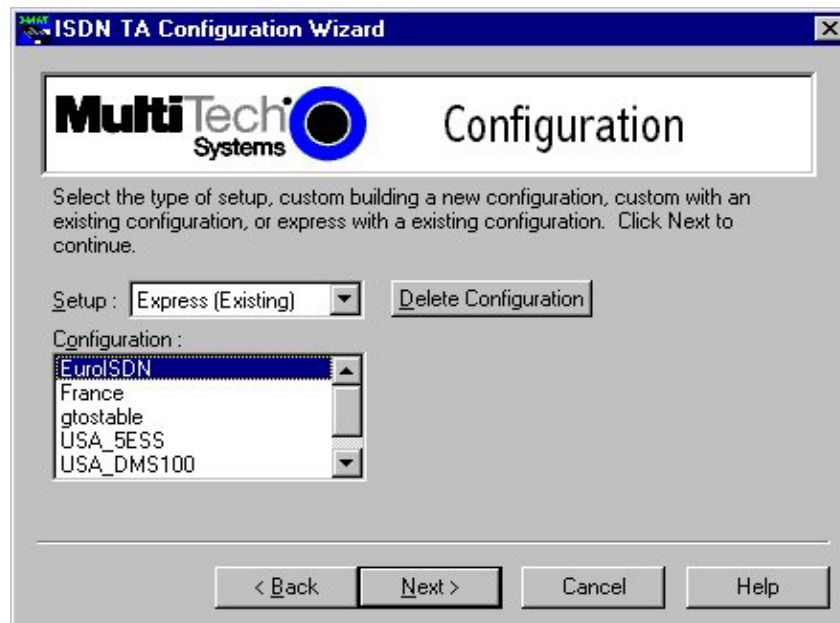 ISDN TA Configuration Wizard
MultiTech
Systems
Configuration
Select the type of setup, custom building a new configuration, custom with an
existing configuration, or express with a existing configuration. Click Next to
continue.
Setup : Express (Existing)
Delete Configuration
Configuration :
EuroISDN
France
gtostable
USA_5ESS
USA_DMS100
< Back
Next >
Cancel
Help